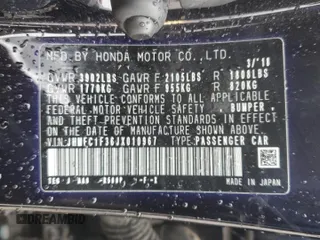 MFD.BY HONDA MOTOR CO.,LTD. 3/'18
GVWR 3902LBS GAWR F 2105LBS R 1808LBS
GVWR 1770KG GAWR F 955KG R 820KG
THIS VEHICLE CONFORMS TO ALL APPLICABLE
FEDERAL MOTOR VEHICLE SAFETY, BUMPER,
AND THEFT PREVENTION STANDARDS IN EFFECT
ON THE DATE OF MANUFACTURE SHOWN ABOVE.
TYPE:PASSENGER CAR
MADE IN JAPAN
DREAMBID